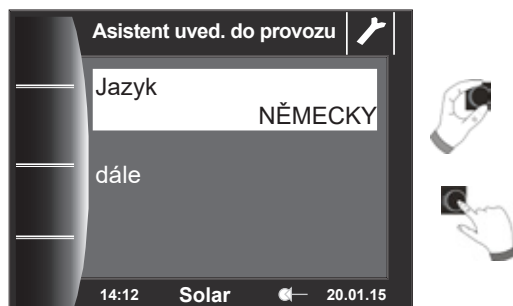 Asistent uved. do provozu
Jazyk
NĚMECKY
dále
14:12 Solar 20.01.15